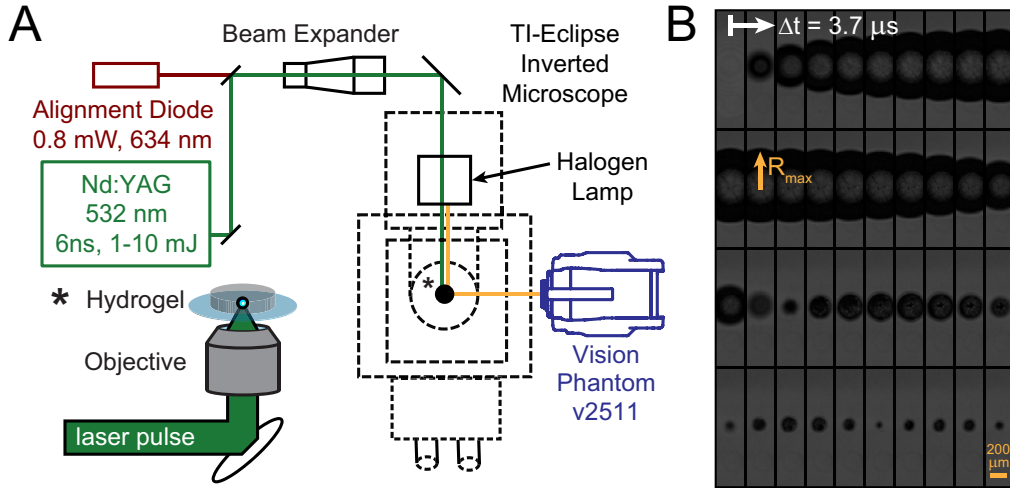 A
Beam Expander
TI-Eclipse
Inverted
Microscope
Alignment Diode
0.8 mW, 634 nm
Nd:YAG
532 nm
6ns, 1-10 mJ
Halogen
Lamp
* Hydrogel
*
Objective
laser pulse
Vision
Phantom
v2511
B
Δt = 3.7 μs
Rmax
200
μm